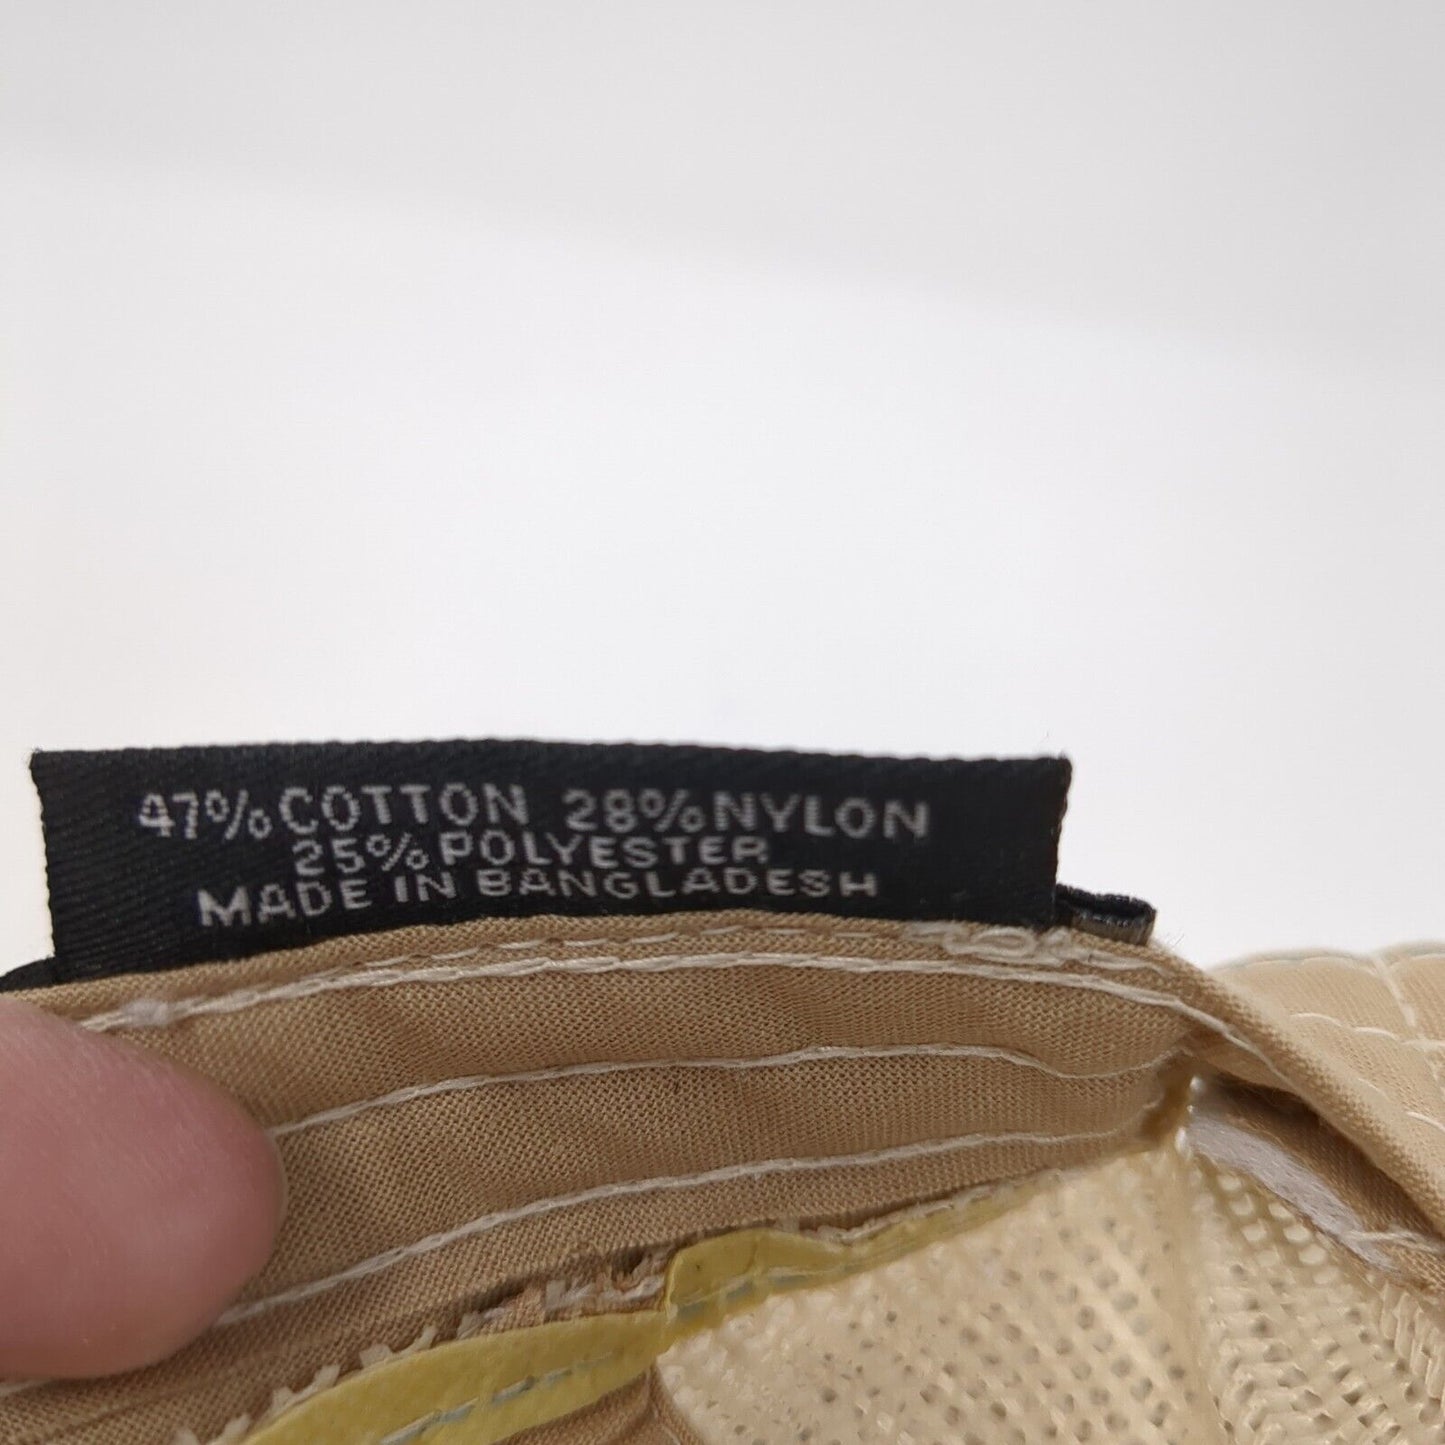 47% COTTON 28% NYLON
25% POLYESTER
MADE IN BANGLADESH